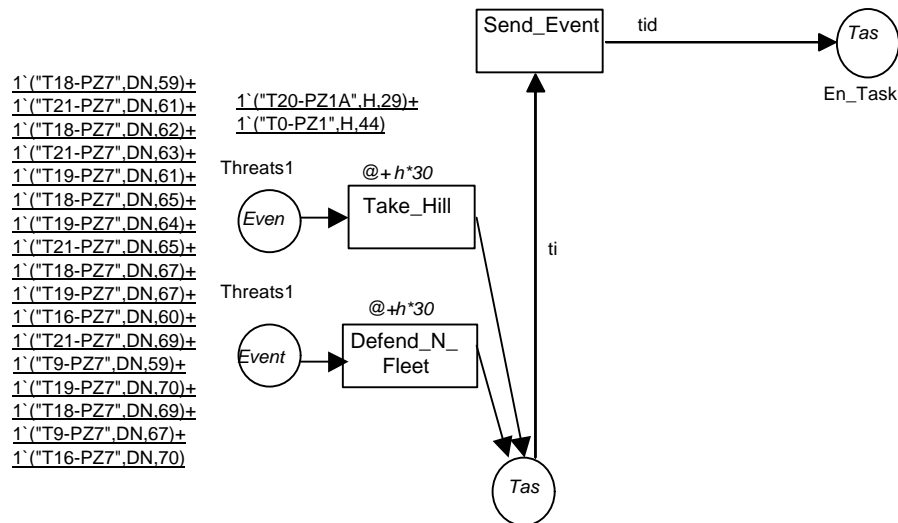 Send_Event
tid
Tas
En_Task
1`("T18-PZ7",DN,59)+
1`("T21-PZ7",DN,61)+
1`("T18-PZ7",DN,62)+
1`("T21-PZ7",DN,63)+
1`("T19-PZ7",DN,61)+
1`("T18-PZ7",DN,65)+
1`("T19-PZ7",DN,64)+
1`("T21-PZ7",DN,65)+
1`("T18-PZ7",DN,67)+
1`("T19-PZ7",DN,67)+
1`("T16-PZ7",DN,60)+
1`("T21-PZ7",DN,69)+
1`("T9-PZ7",DN,59)+
1`("T19-PZ7",DN,70)+
1`("T18-PZ7",DN,69)+
1`("T9-PZ7",DN,67)+
1`("T16-PZ7",DN,70)
1`("T20-PZ1A",H,29)+
1`("T0-PZ1",H,44)
Threats1
@+h*30
Even
Take_Hill
ti
Threats1
@+h*30
Event
Defend_N_
Fleet
Tas